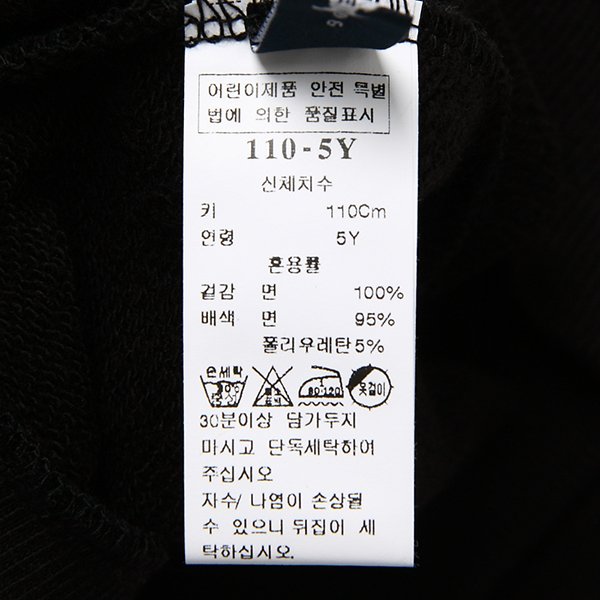 어린이제품 안전 특별
법에 의한 품질표시
110-5Y
신체치수
키 110Cm
연령 5Y
혼용률
겉감 면 100%
배색 면 95%
폴리우레탄 5%
손세탁
80-120
옷걸이
30분이상 담가두지
마시고 단독세탁하여
주십시오
자수/ 나염이 손상될
수 있으니 뒤집이 세
탁하십시오.